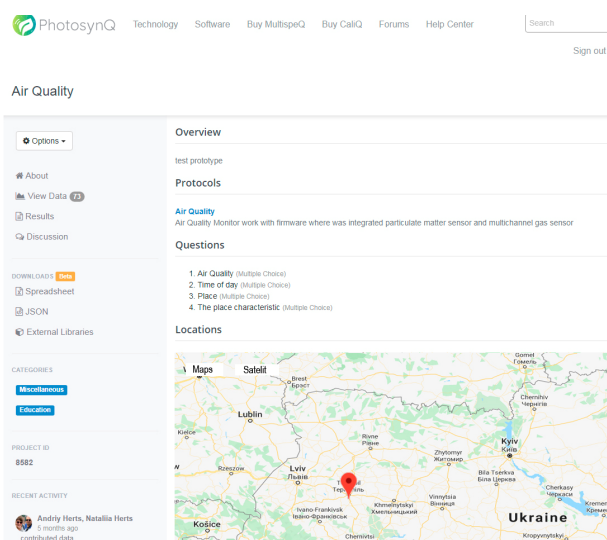 PhotosynQ
Technology Software Buy MultispeQ Buy CaliQ Forums Help Center
Search
Sign out
Air Quality
Options
About
View Data 73
Results
Discussion
DOWNLOADS Beta
Spreadsheet
JSON
External Libraries
CATEGORIES
Miscellaneous
Education
PROJECT ID
8582
RECENT ACTIVITY
Andriy Herts, Nataliia Herts
5 months ago
contributed data
Overview
test prototype
Protocols
Air Quality
Air Quality Monitor work with firmware where was integrated particulate matter sensor and multichannel gas sensor
Questions
1. Air Quality (Multiple Choice)
2. Time of day (Multiple Choice)
3. Place (Multiple Choice)
4. The place characteristic (Multiple Choice)
Locations
Maps Satelit
Gomel
Гомель
Brest
Брэст
Chernihiv
Чернігів
Lublin
Kielce
Rivne
Рівне
Kyiv
Київ
Zhytomyr
Житомир
Rzeszow
Lviv
Львів
Bila Tserkva
Біла Церква
Cherkasy
Черкаси
Khmelnytskyi
Хмельницький
Vinnytsia
Вінниця
Ivano-Frankivsk
Івано-Франківськ
Ukraine
Košice
Chernivtsi
Kropyvnytskyi